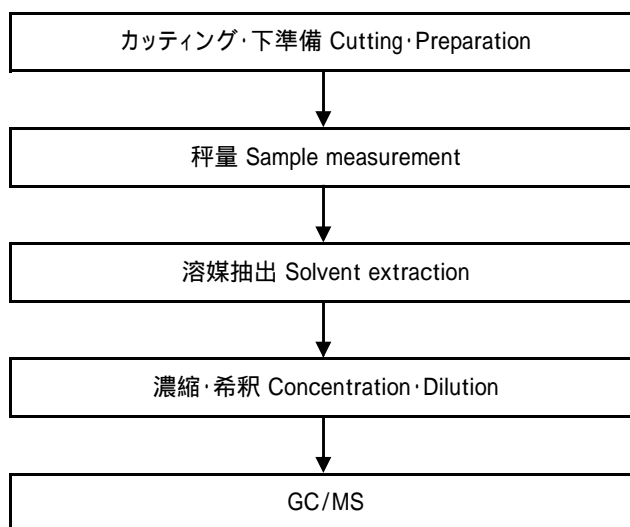 カッティング・下準備 Cutting・Preparation
秤量 Sample measurement
溶媒抽出 Solvent extraction
濃縮・希釈 Concentration・Dilution
GC/MS